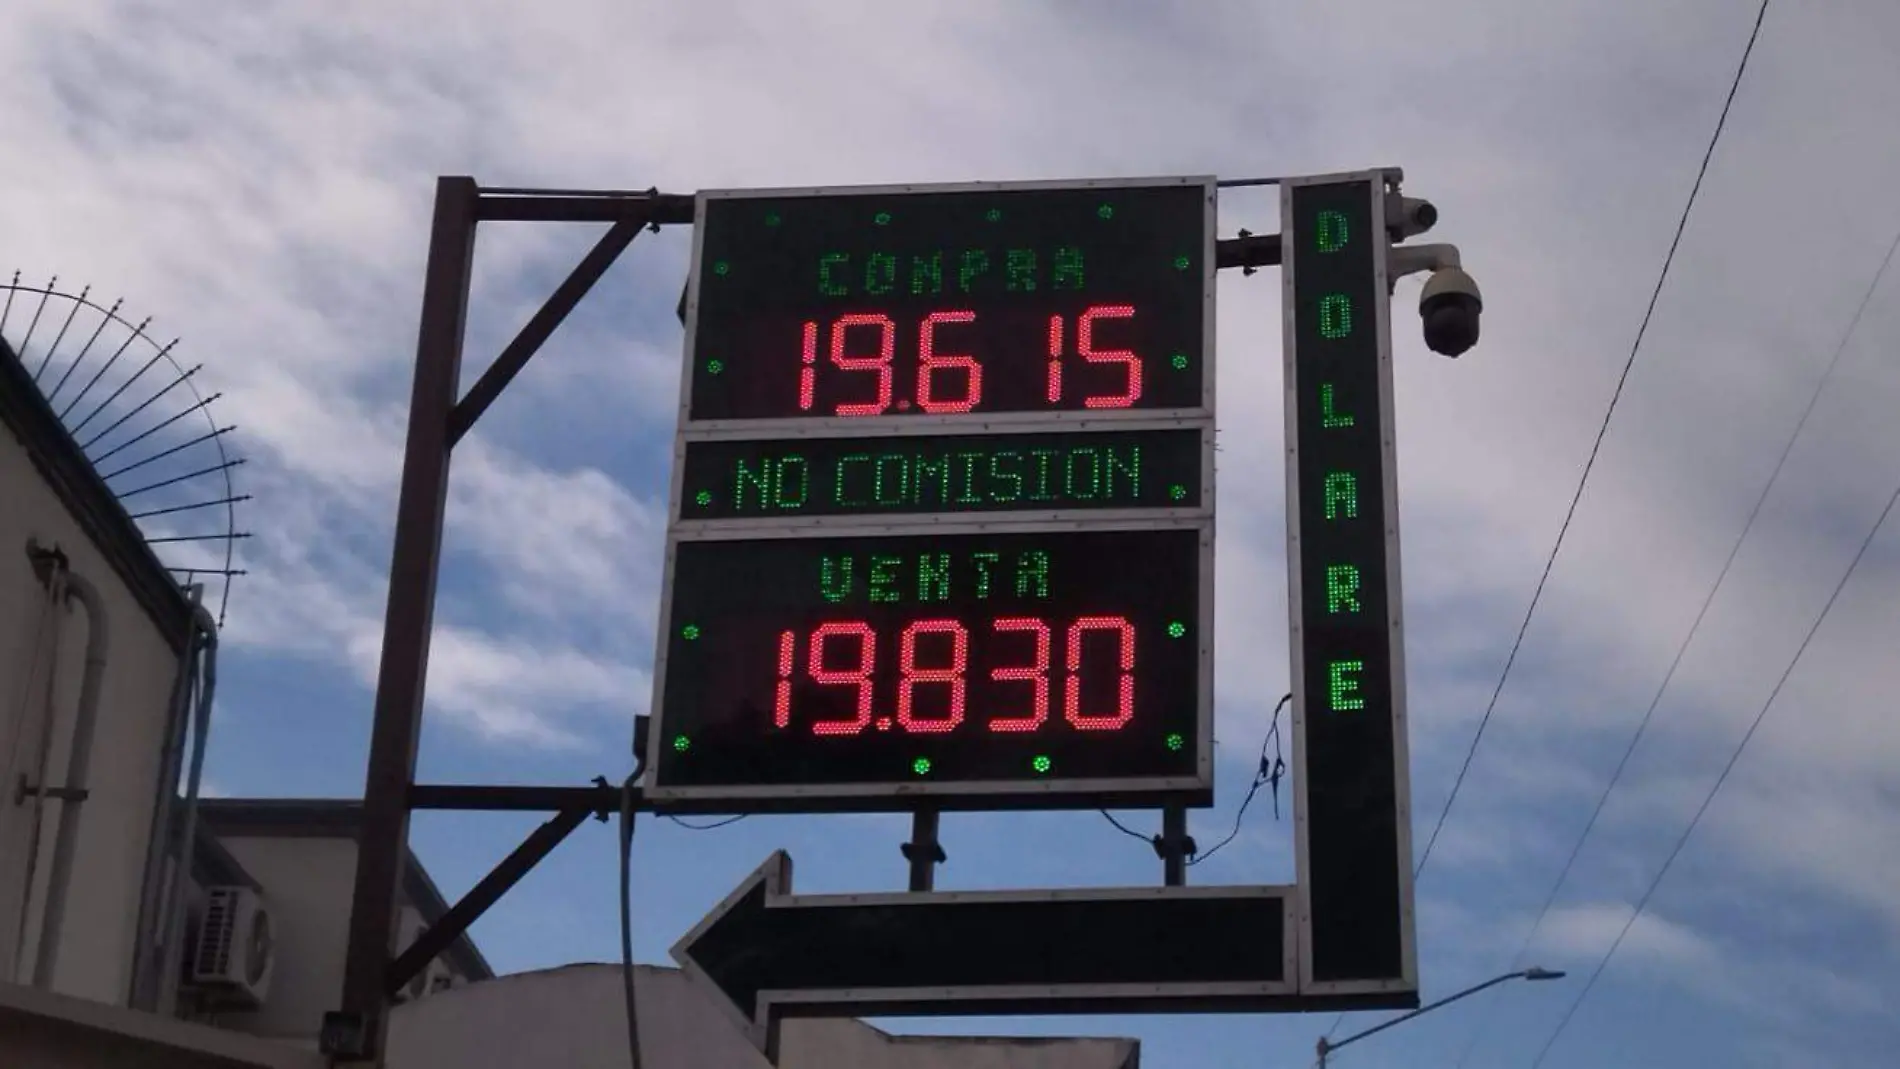 COMPRA
19.615
NO COMISION
VENTA
19.830
DOLARE